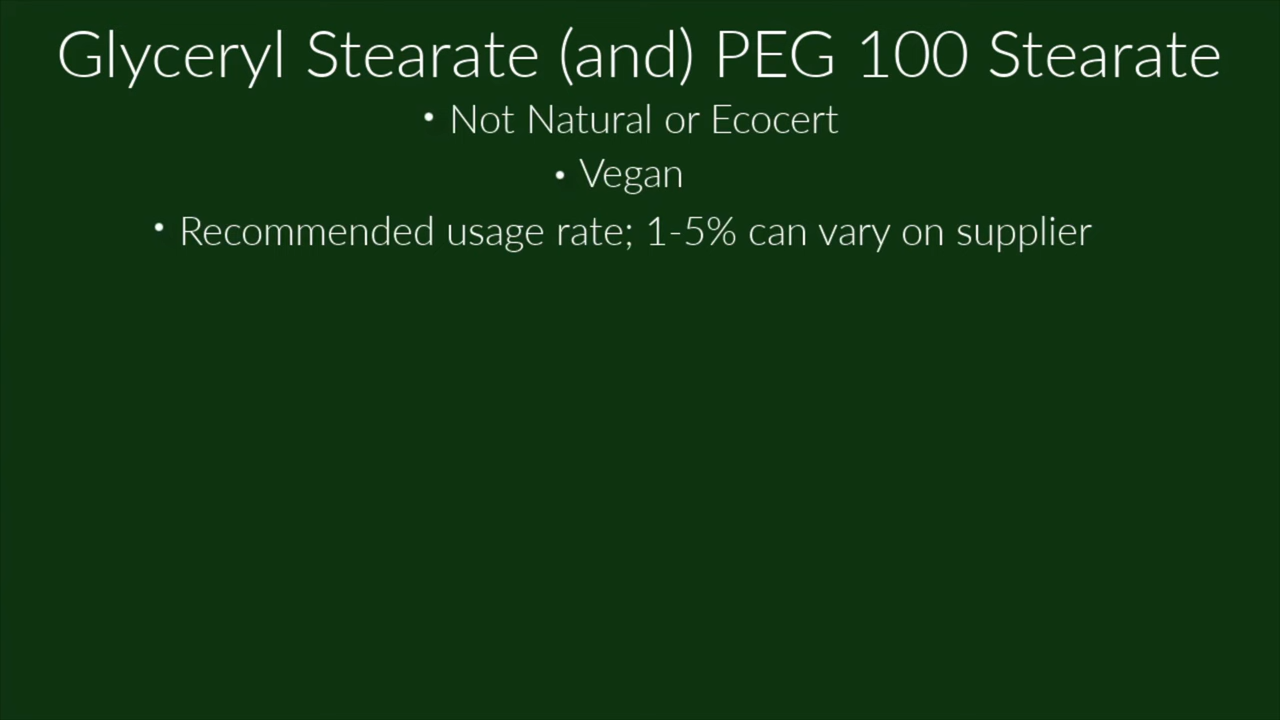 Glyceryl Stearate (and) PEG 100 Stearate
• Not Natural or Ecocert
• Vegan
• Recommended usage rate; 1-5% can vary on supplier